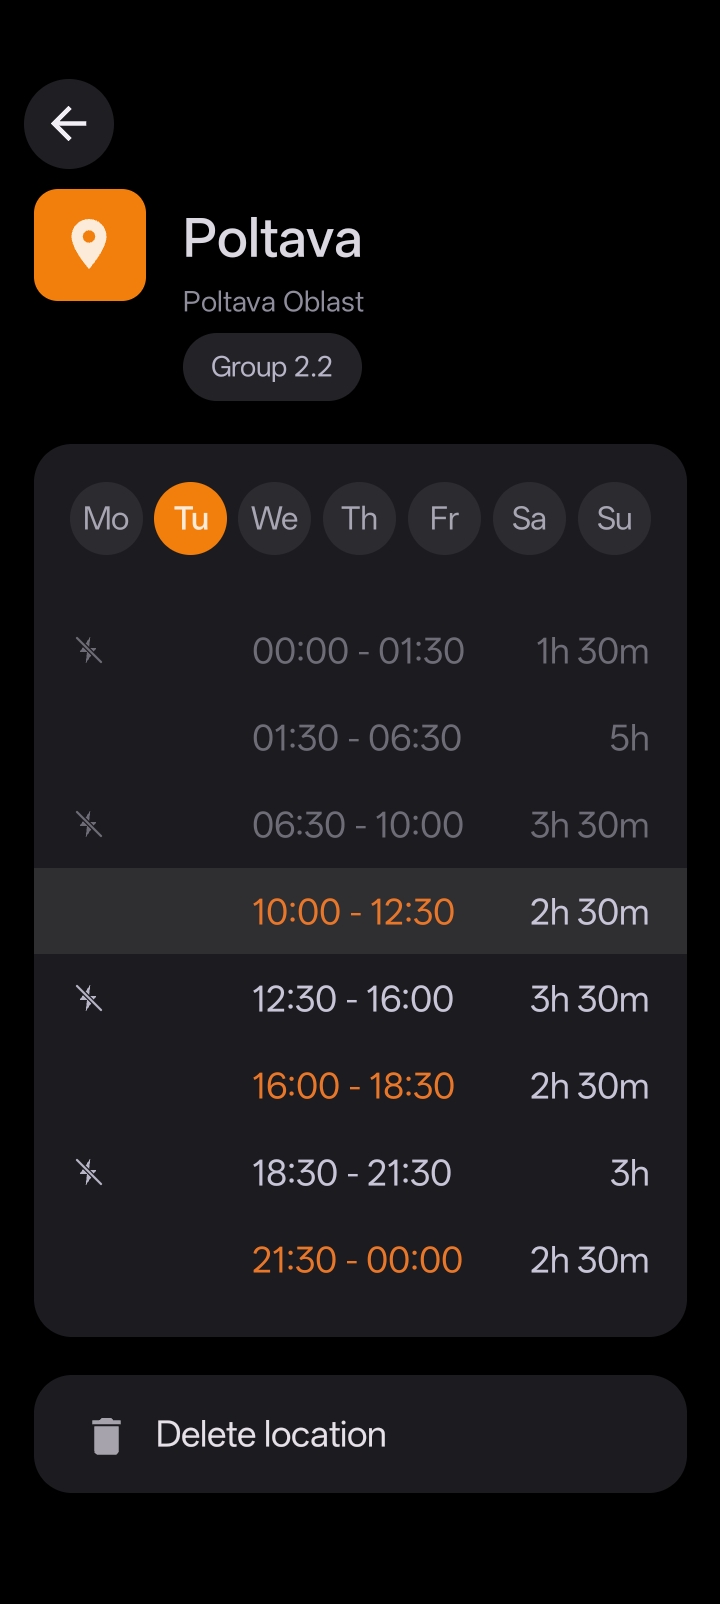 Poltava
Poltava Oblast
Group 2.2
Mo Tu We Th Fr Sa Su
00:00 - 01:30 1h 30m
01:30 - 06:30 5h
06:30 - 10:00 3h 30m
10:00 - 12:30 2h 30m
12:30 - 16:00 3h 30m
16:00 - 18:30 2h 30m
18:30 - 21:30 3h
21:30 - 00:00 2h 30m
Delete location